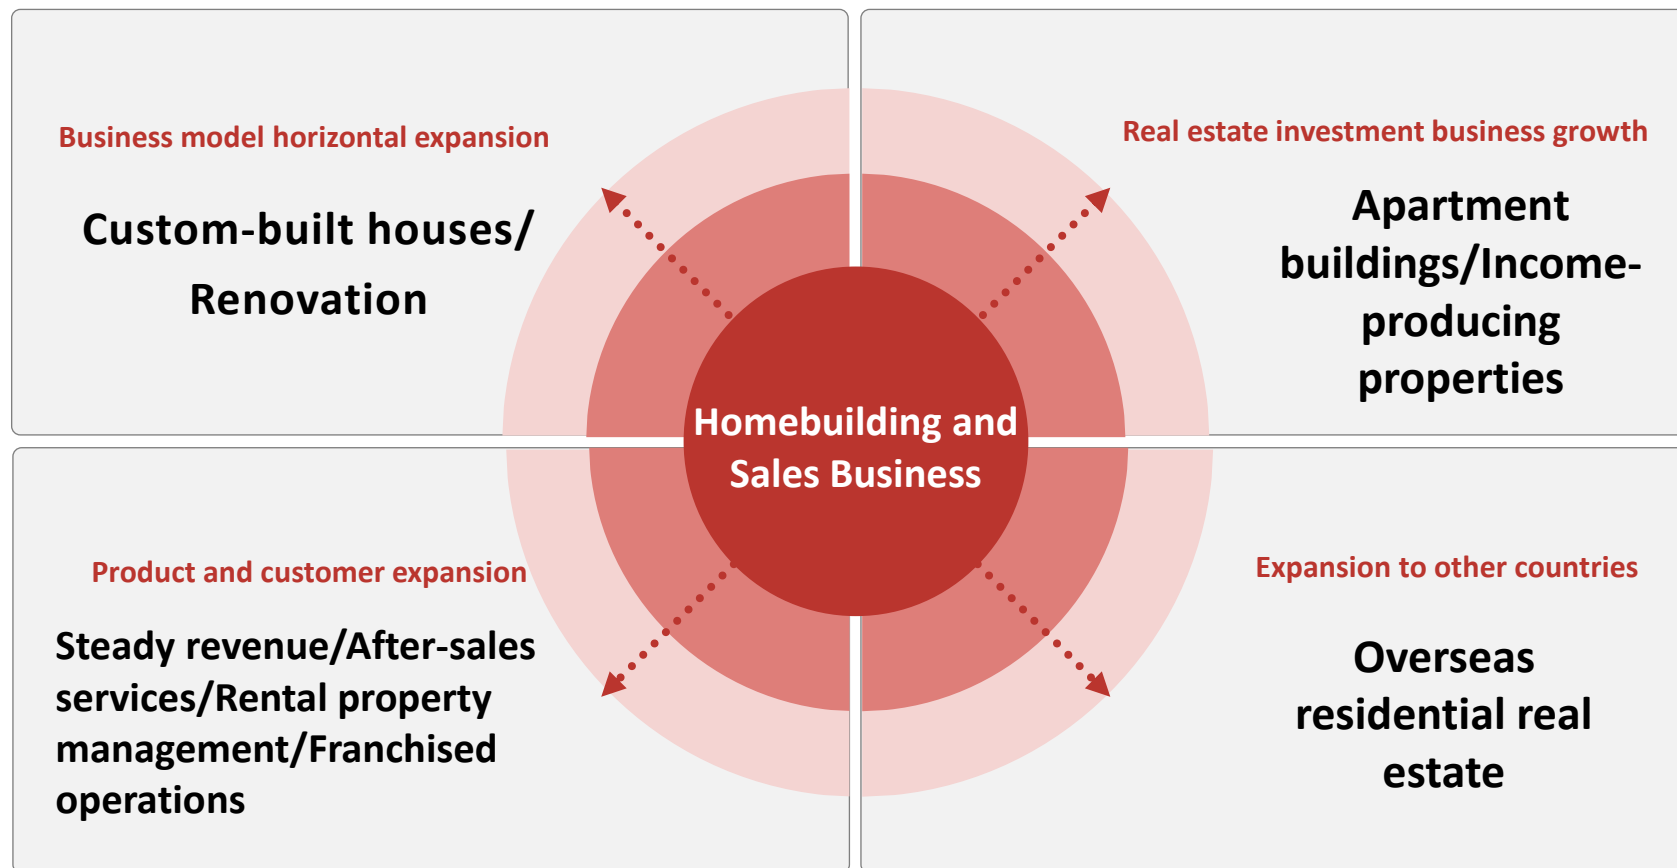 Business model horizontal expansion
Custom-built houses/
Renovation
Real estate investment business growth
Apartment
buildings/Income-
producing
properties
Homebuilding and
Sales Business
Product and customer expansion
Steady revenue/After-sales
services/Rental property
management/Franchised
operations
Expansion to other countries
Overseas
residential real
estate